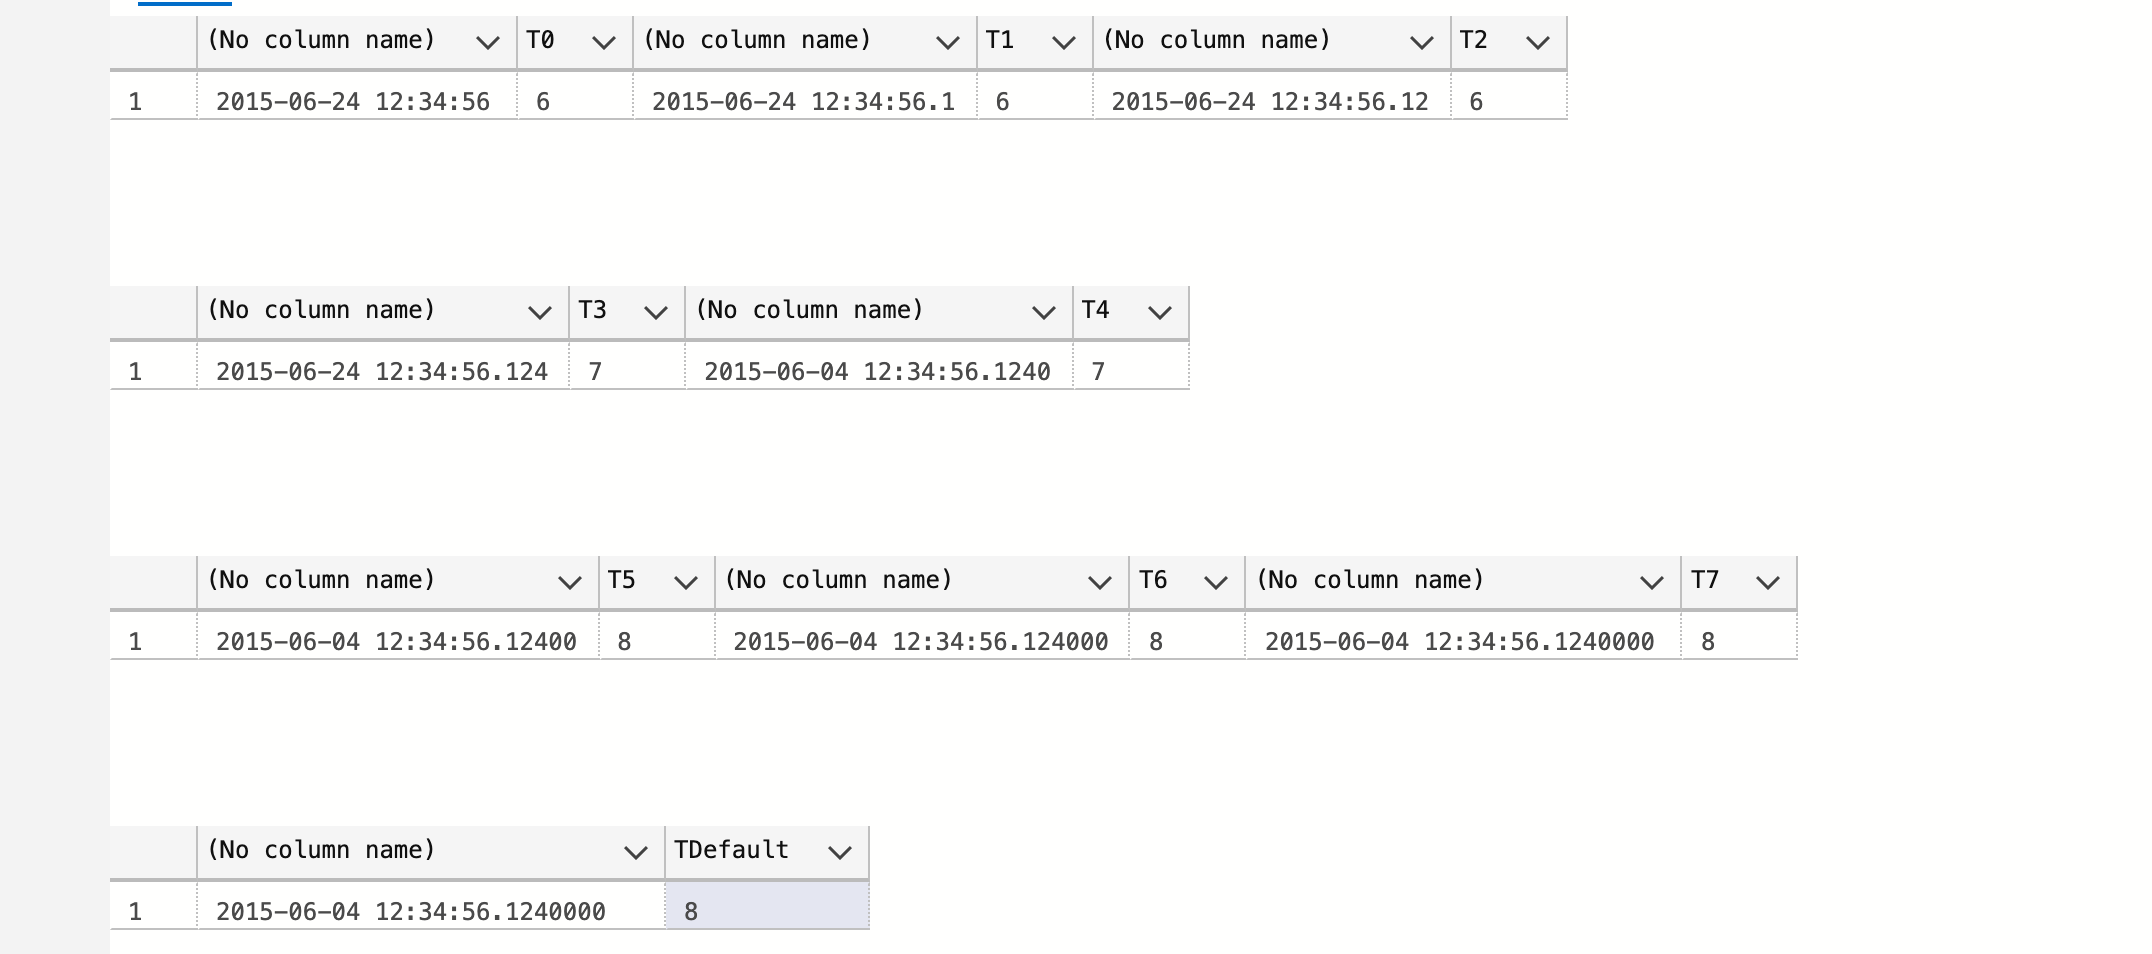 (No column name) T0 (No column name) T1 (No column name) T2
1 2015-06-24 12:34:56 6 2015-06-24 12:34:56.1 6 2015-06-24 12:34:56.12 6
(No column name) T3 (No column name) T4
1 2015-06-24 12:34:56.124 7 2015-06-04 12:34:56.1240 7
(No column name) T5 (No column name) T6 (No column name) T7
1 2015-06-04 12:34:56.12400 8 2015-06-04 12:34:56.124000 8 2015-06-04 12:34:56.1240000 8
(No column name) TDefault
1 2015-06-04 12:34:56.1240000 8